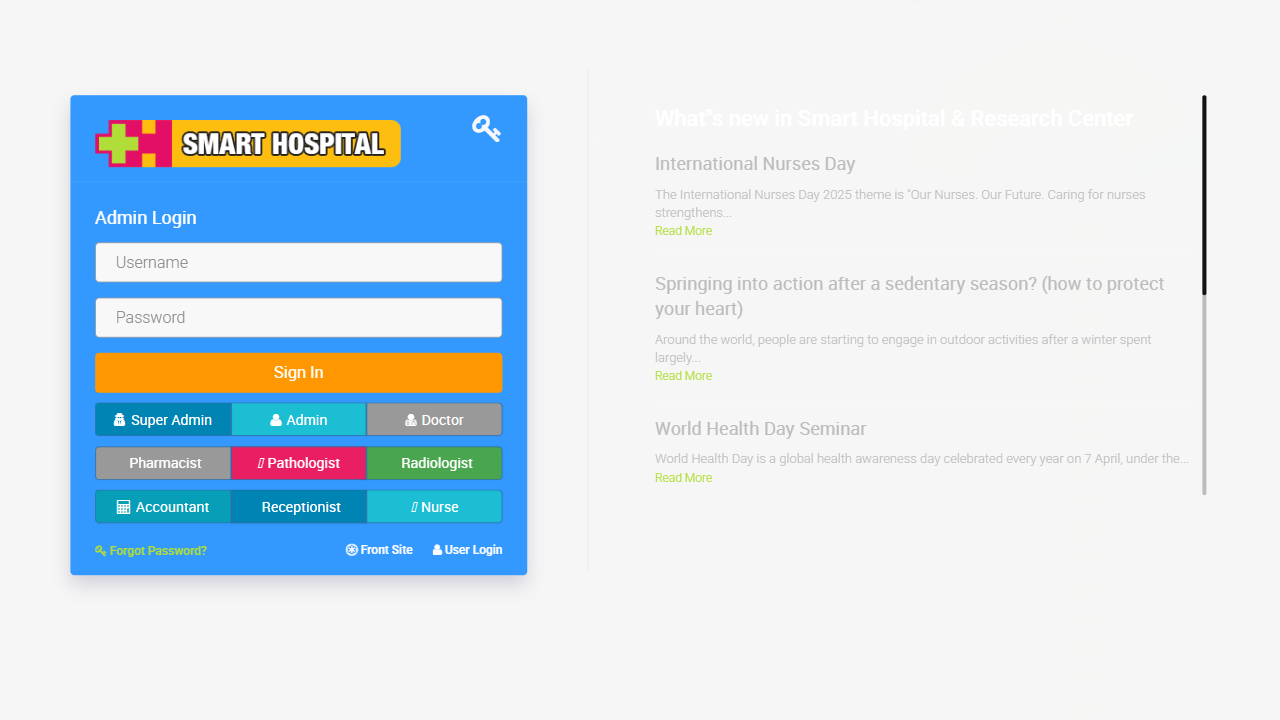 SMART HOSPITAL
Admin Login
Username
Password
Sign In
Super Admin
Admin
Doctor
Pharmacist
Pathologist
Radiologist
Accountant
Receptionist
Nurse
Forgot Password?
Front Site
User Login
What"s new in Smart Hospital & Research Center
International Nurses Day
The International Nurses Day 2025 theme is "Our Nurses. Our Future. Caring for nurses
strengthens...
Read More
Springing into action after a sedentary season? (how to protect
your heart)
Around the world, people are starting to engage in outdoor activities after a winter spent
largely...
Read More
World Health Day Seminar
World Health Day is a global health awareness day celebrated every year on 7 April, under the...
Read More